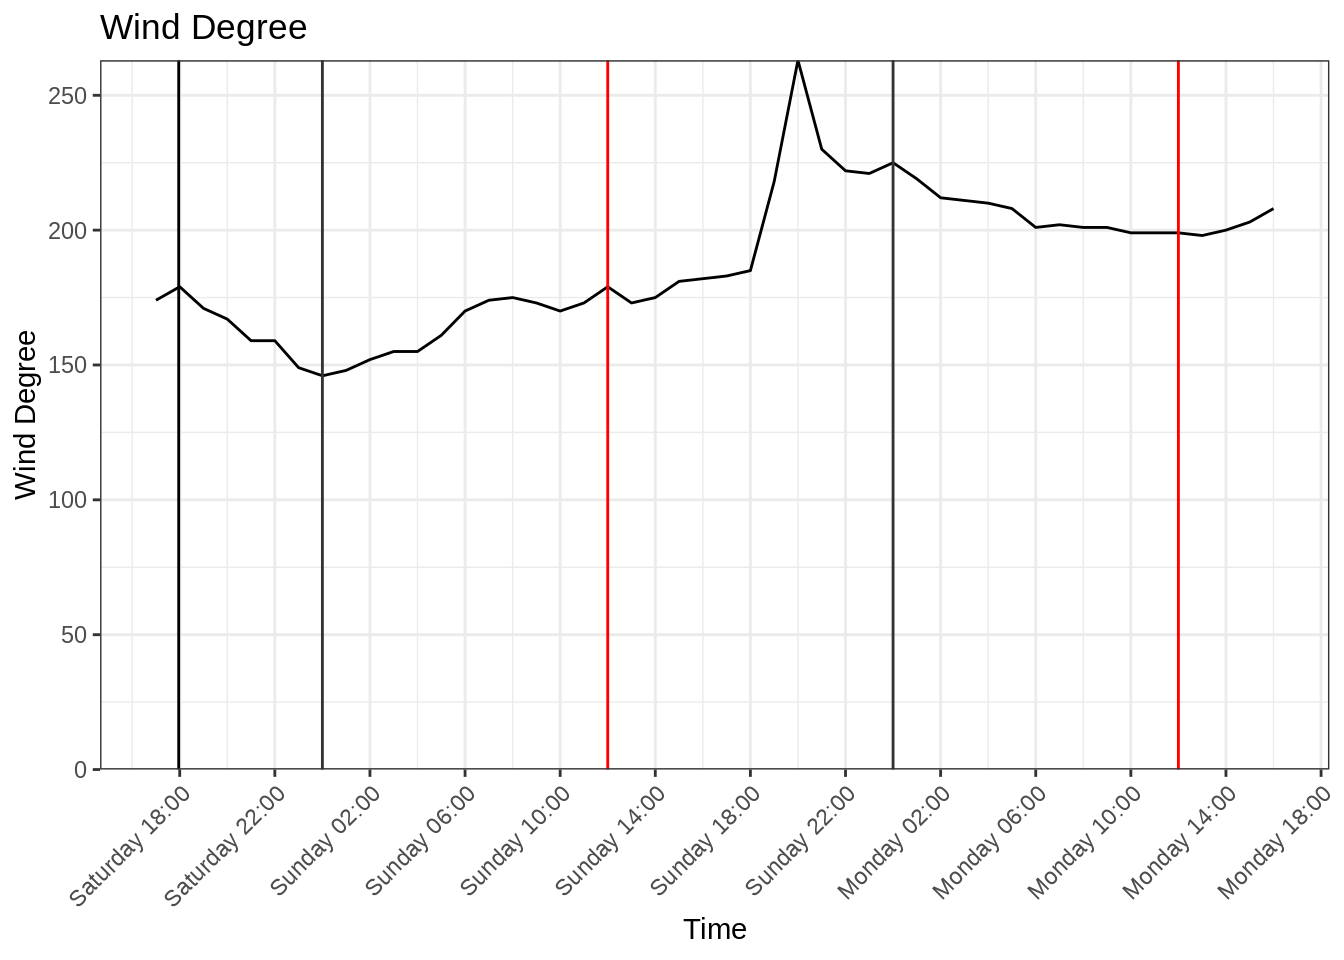 Wind Degree
Wind Degree
250
200
150
100
50
0
Saturday 18:00
Saturday 22:00
Sunday 02:00
Sunday 06:00
Sunday 10:00
Sunday 14:00
Sunday 18:00
Sunday 22:00
Monday 02:00
Monday 06:00
Monday 10:00
Monday 14:00
Monday 18:00
Time